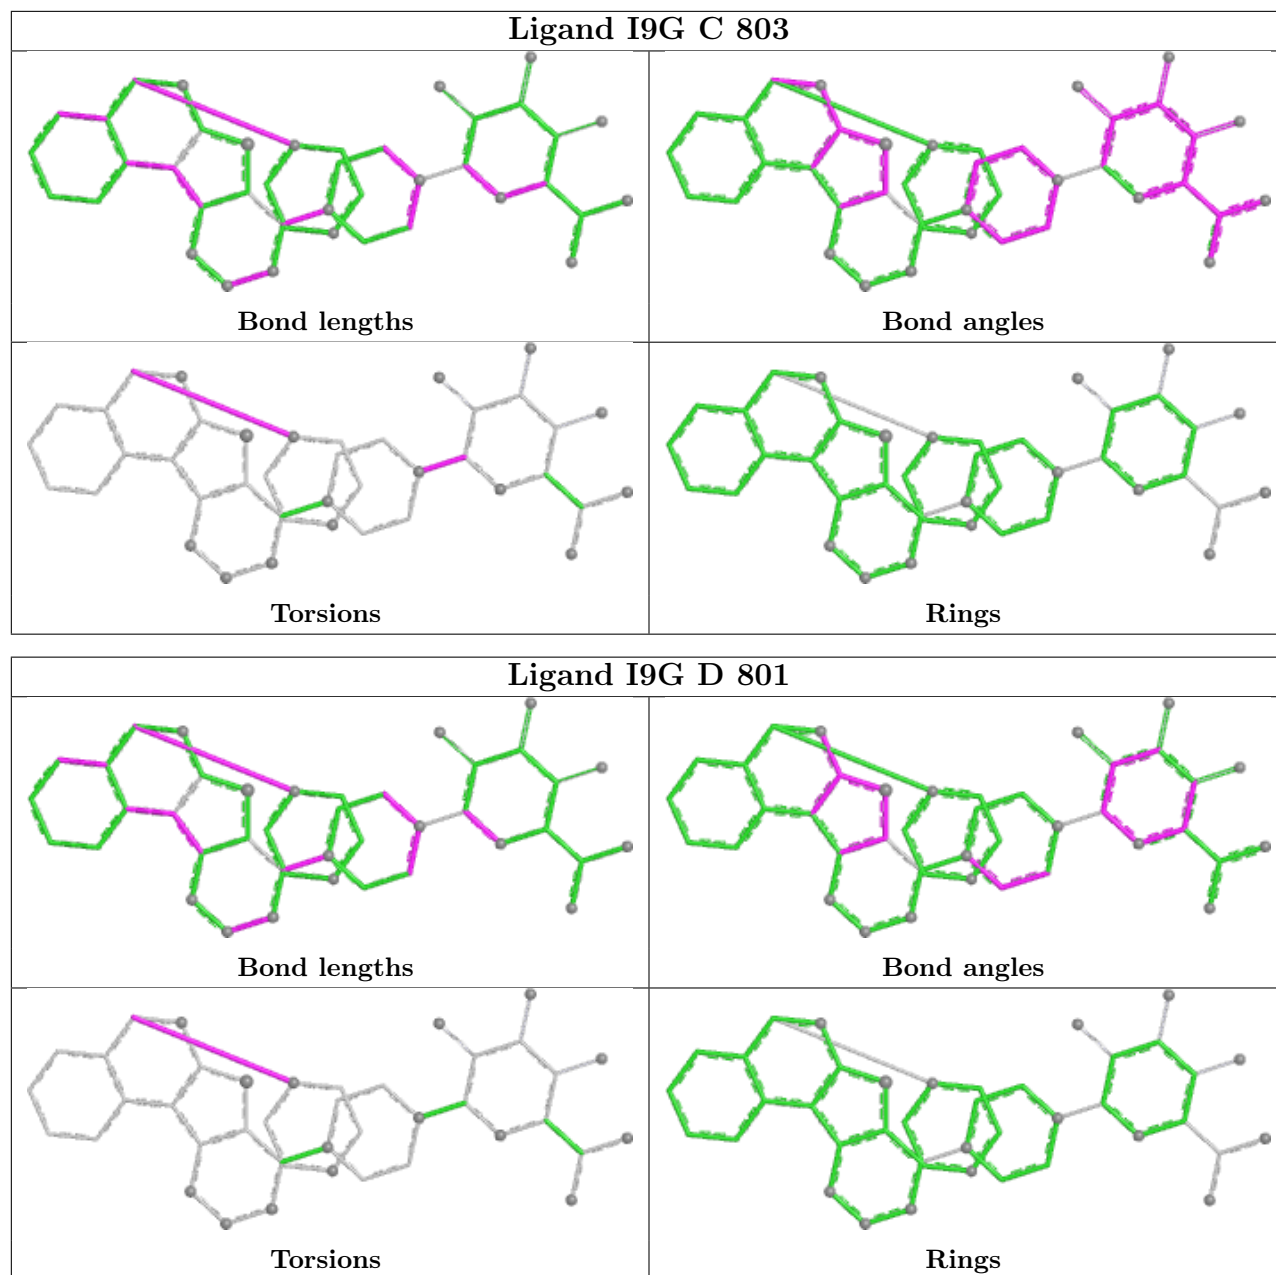 Ligand I9G C 803
Bond lengths
Bond angles
Torsions
Rings
Ligand I9G D 801
Bond lengths
Bond angles
Torsions
Rings